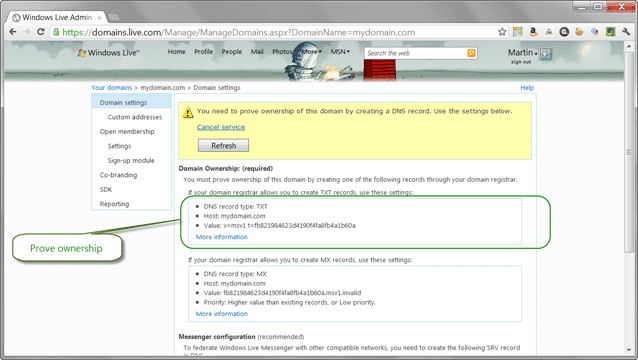 Windows Live Admin
https://domains.live.com/Manage/ManageDomains.aspx?DomainName=mydomain.com
Windows Live™
Home Profile People Mail Photos More MSN
Search the web
Martin
sign out
Your domains > mydomain.com > Domain settings
Help
Domain settings
Custom addresses
Open membership
Settings
Sign-up module
Co-branding
SDK
Reporting
You need to prove ownership of this domain by creating a DNS record. Use the settings below.
Cancel service
Refresh
Domain Ownership: (required)
You must prove ownership of this domain by creating one of the following records through your domain registrar.
If your domain registrar allows you to create TXT records, use these settings:
DNS record type: TXT
Host: mydomain.com
Value: v=msv1 t=fb821984623d4190f4fa8fb4a1b60a
More information
Prove ownership
If your domain registrar allows you to create MX records, use these settings:
DNS record type: MX
Host: mydomain.com
Value: fb821984623d4190f4fa8fb4a1b60a.msv1.invalid
Priority: Higher value than existing records, or Low priority.
More information
Messenger configuration (recommended)
To federate Windows Live Messenger with other compatible networks, you need to create the following SRV record
in DNS